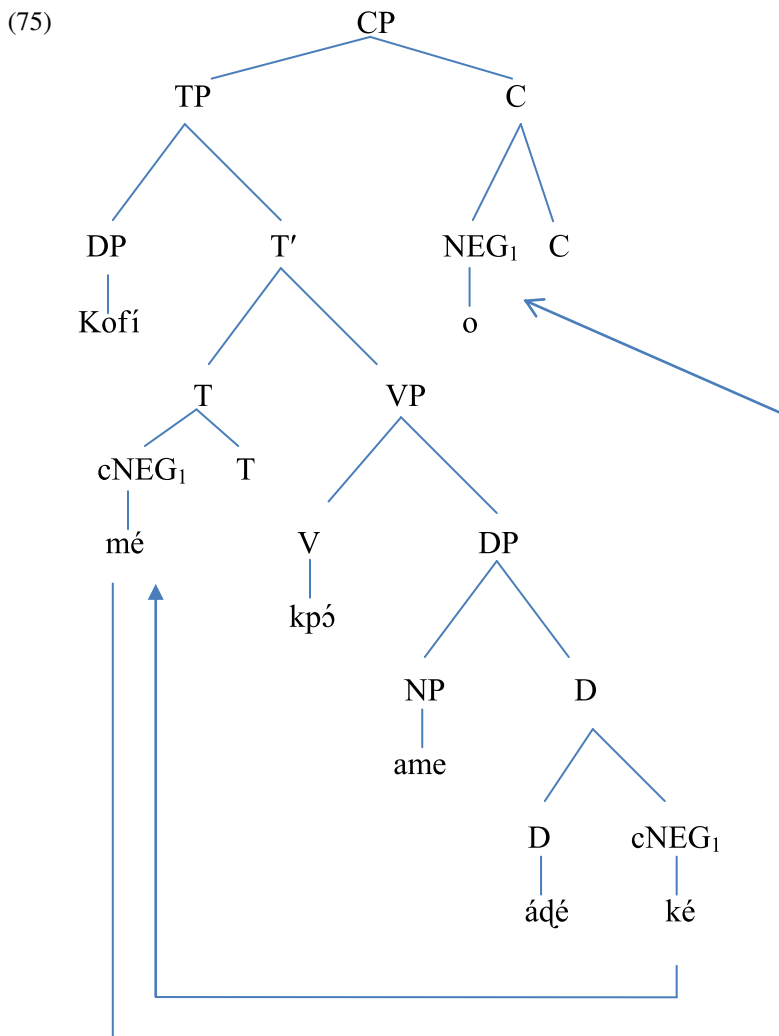 (75)
CP
TP C
DP T′ NEG₁ C
Kofí o
T VP
cNEG₁ T
mé V DP
kpɔ́
NP D
ame
D cNEG₁
áɖé ké